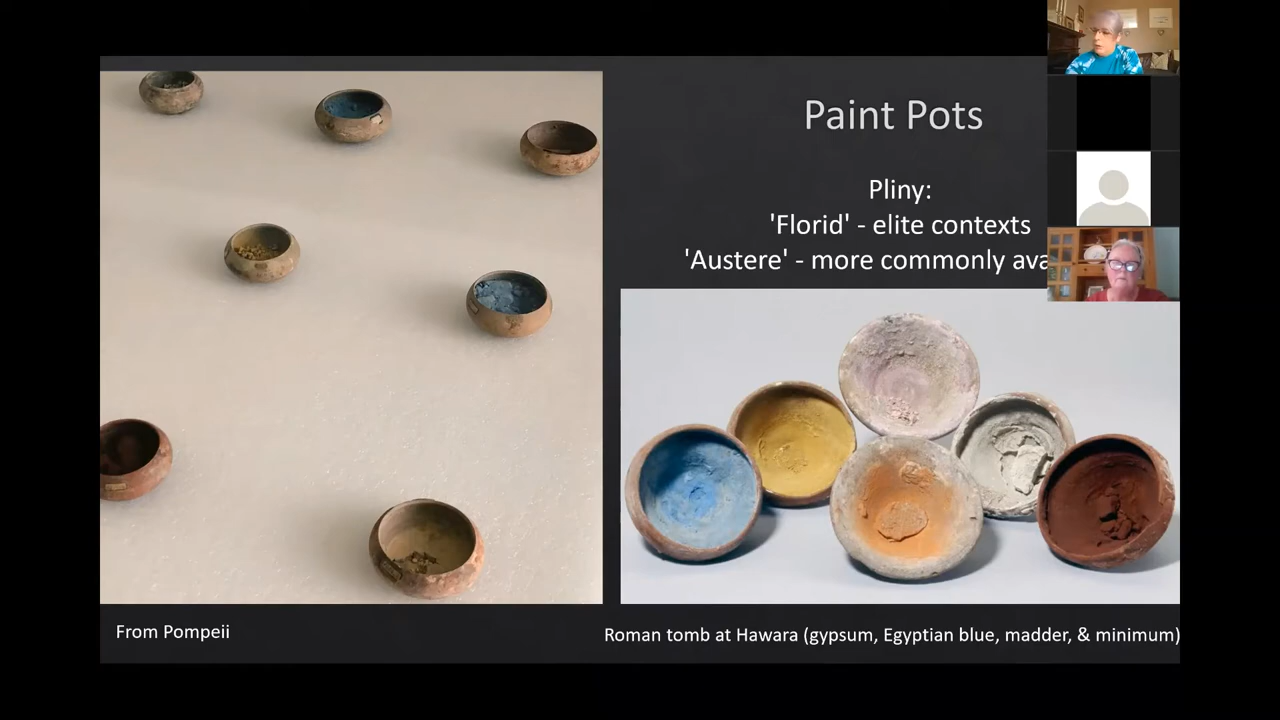 Paint Pots
Pliny:
'Florid' - elite contexts
'Austere' - more commonly
From Pompeii
Roman tomb at Hawara (gypsum, Egyptian blue, madder, & minimum)